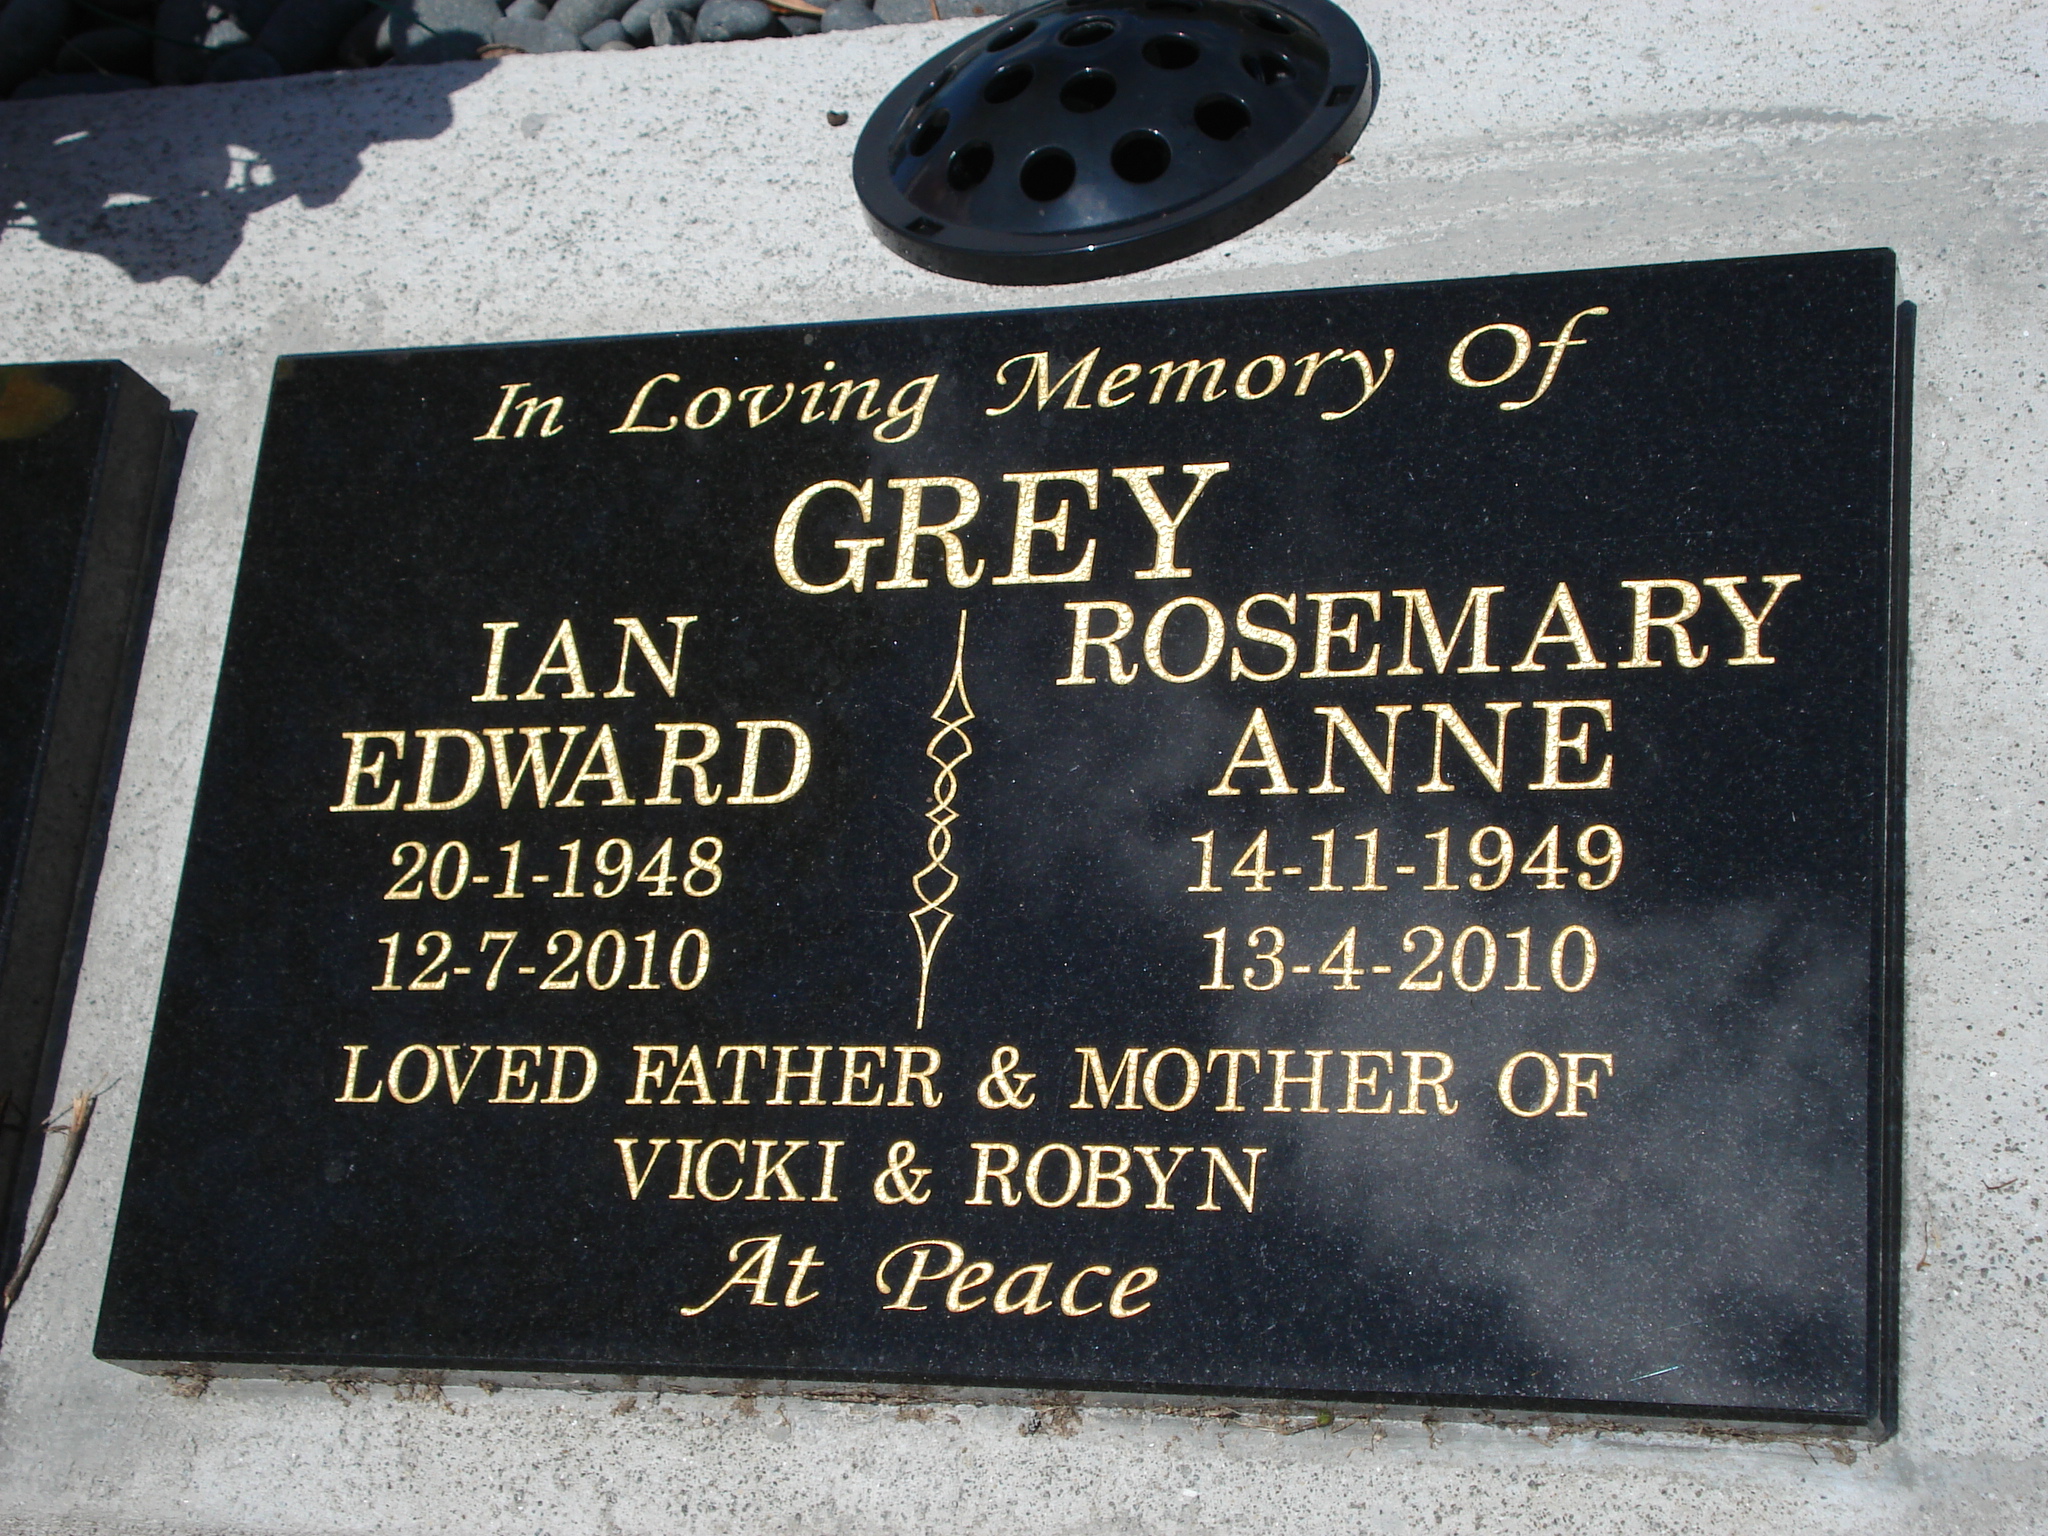 In Loving Memory Of
GREY
IAN
EDWARD
20-1-1948
12-7-2010
ROSEMARY
ANNE
14-11-1949
13-4-2010
LOVED FATHER & MOTHER OF
VICKI & ROBYN
At Peace